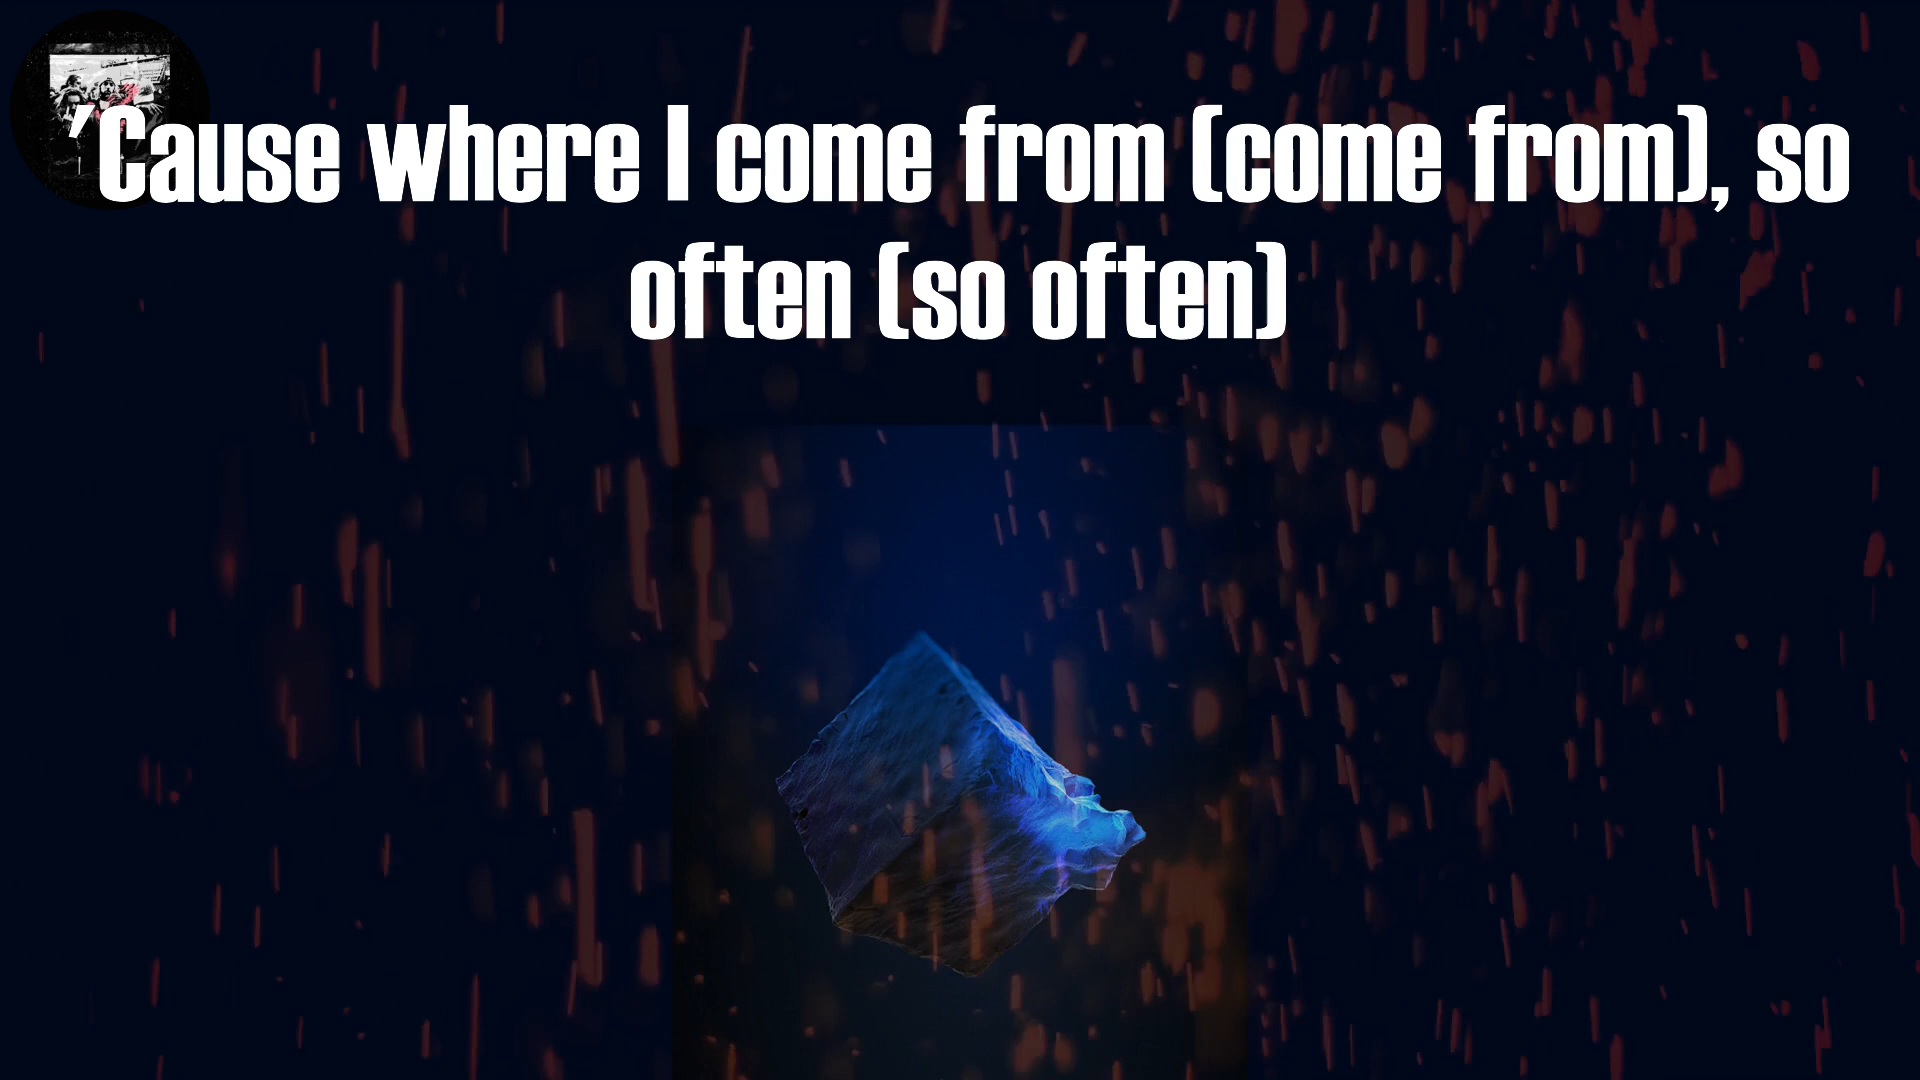 'Cause where I come from (come from), so
often (so often)